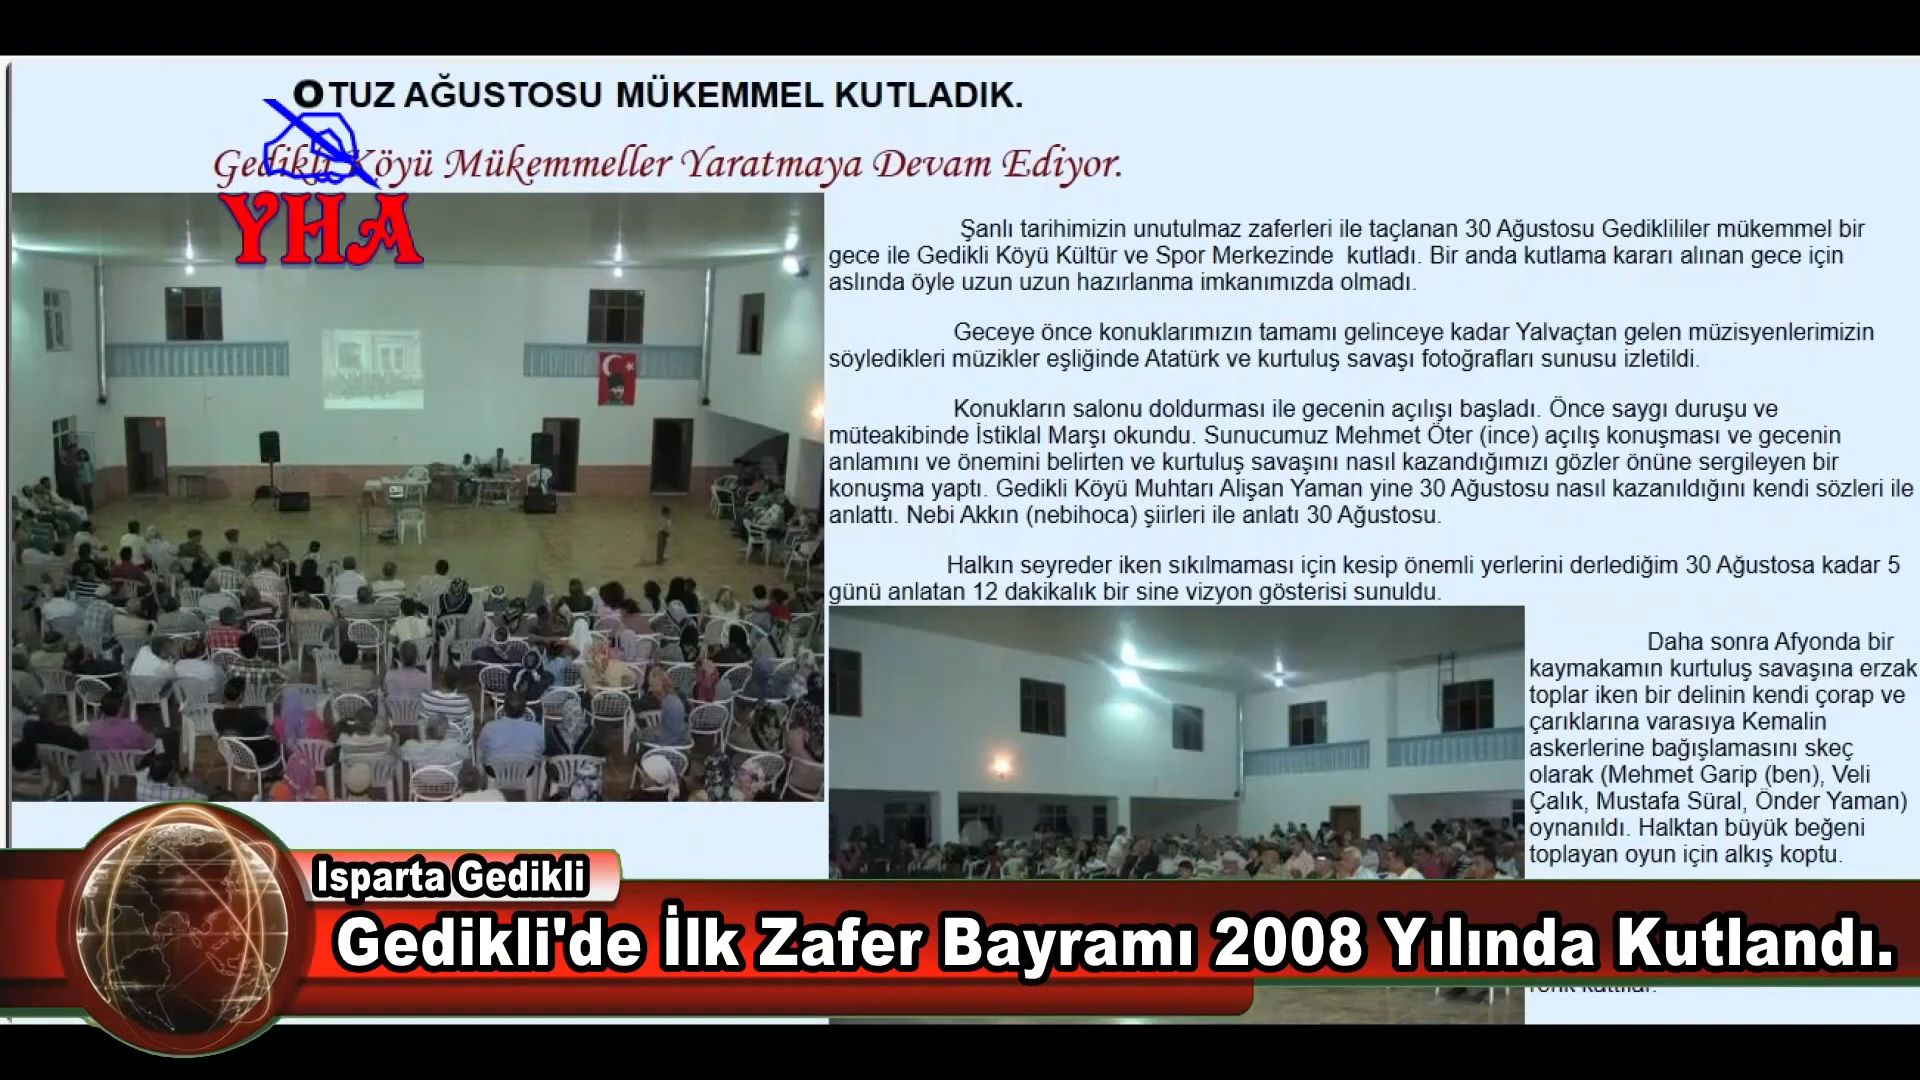 OTUZ AĞUSTOSU MÜKEMMEL KUTLADIK.
Gedikli Köyü Mükemmeller Yaratmaya Devam Ediyor.
YHA
Şanlı tarihimizin unutulmaz zaferleri ile taçlanan 30 Ağustosu Gediklililer mükemmel bir
gece ile Gedikli Köyü Kültür ve Spor Merkezinde kutladı. Bir anda kutlama kararı alınan gece için
aslında öyle uzun uzun hazırlanma imkanımızda olmadı.
Geceye önce konuklarımızın tamamı gelinceye kadar Yalvaçtan gelen müzisyenlerimizin
söyledikleri müzikler eşliğinde Atatürk ve kurtuluş savaşı fotoğrafları sunusu izletildi.
Konukların salonu doldurması ile gecenin açılışı başladı. Önce saygı duruşu ve
müteakibinde İstiklal Marşı okundu. Sunucumuz Mehmet Öter (ince) açılış konuşması ve gecenin
anlamını ve önemini belirten ve kurtuluş savaşını nasıl kazandığımızı gözler önüne sergileyen bir
konuşma yaptı. Gedikli Köyü Muhtarı Alişan Yaman yine 30 Ağustosu nasıl kazanıldığını kendi sözleri ile
anlattı. Nebi Akkın (nebihoca) şiirleri ile anlatı 30 Ağustosu.
Halkın seyreder iken sıkılmaması için kesip önemli yerlerini derlediğim 30 Ağustosa kadar 5
günü anlatan 12 dakikalık bir sine vizyon gösterisi sunuldu.
Daha sonra Afyonda bir
kaymakamın kurtuluş savaşına erzak
toplar iken bir delinin kendi çorap ve
çarıklarına varasıya Kemalin
askerlerine bağışlamasını skeç
olarak (Mehmet Garip (ben), Veli
Çalık, Mustafa Süral, Önder Yaman)
oynanıldı. Halktan büyük beğeni
toplayan oyun için alkış koptu.
Isparta Gedikli
Gedikli'de İlk Zafer Bayramı 2008 Yılında Kutlandı.